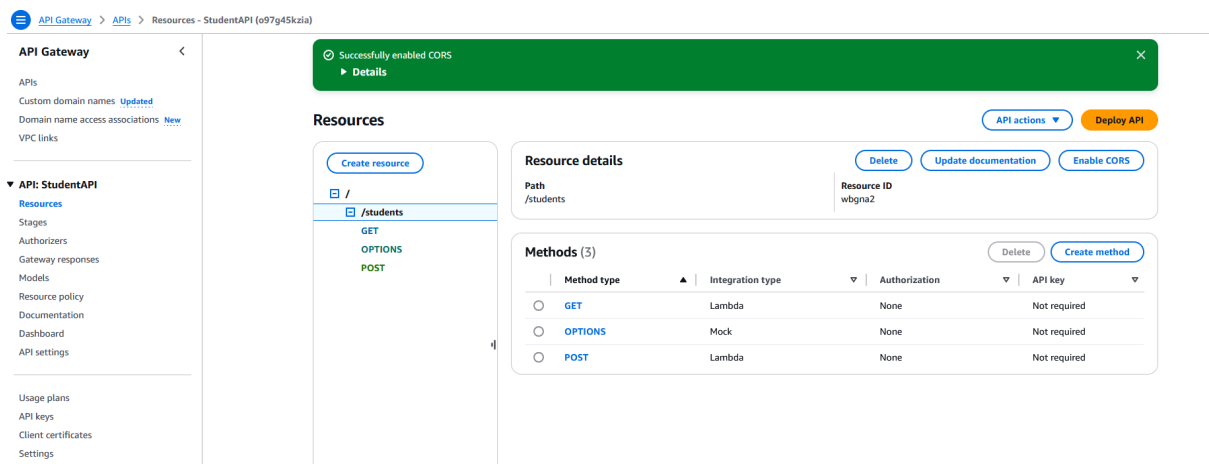 API Gateway > APIs > Resources - StudentAPI (o97g45kzia)
API Gateway
APIs
Custom domain names Updated
Domain name access associations New
VPC links
API: StudentAPI
Resources
Stages
Authorizers
Gateway responses
Models
Resource policy
Documentation
Dashboard
API settings
Usage plans
API keys
Client certificates
Settings
Successfully enabled CORS
Details
Resources
API actions
Deploy API
Create resource
/
/students
GET
OPTIONS
POST
Resource details
Delete
Update documentation
Enable CORS
Path
/students
Resource ID
wbgna2
Methods (3)
Delete
Create method
Method type Integration type Authorization API key
GET Lambda None Not required
OPTIONS Mock None Not required
POST Lambda None Not required